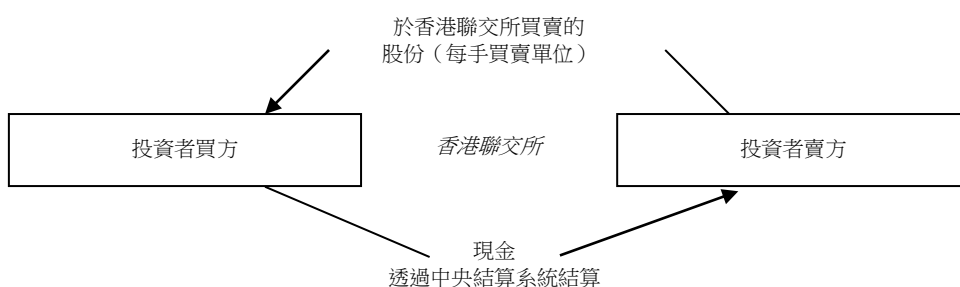 於香港聯交所買賣的
股份（每手買賣單位）
投資者買方
香港聯交所
投資者賣方
現金
透過中央結算系統結算